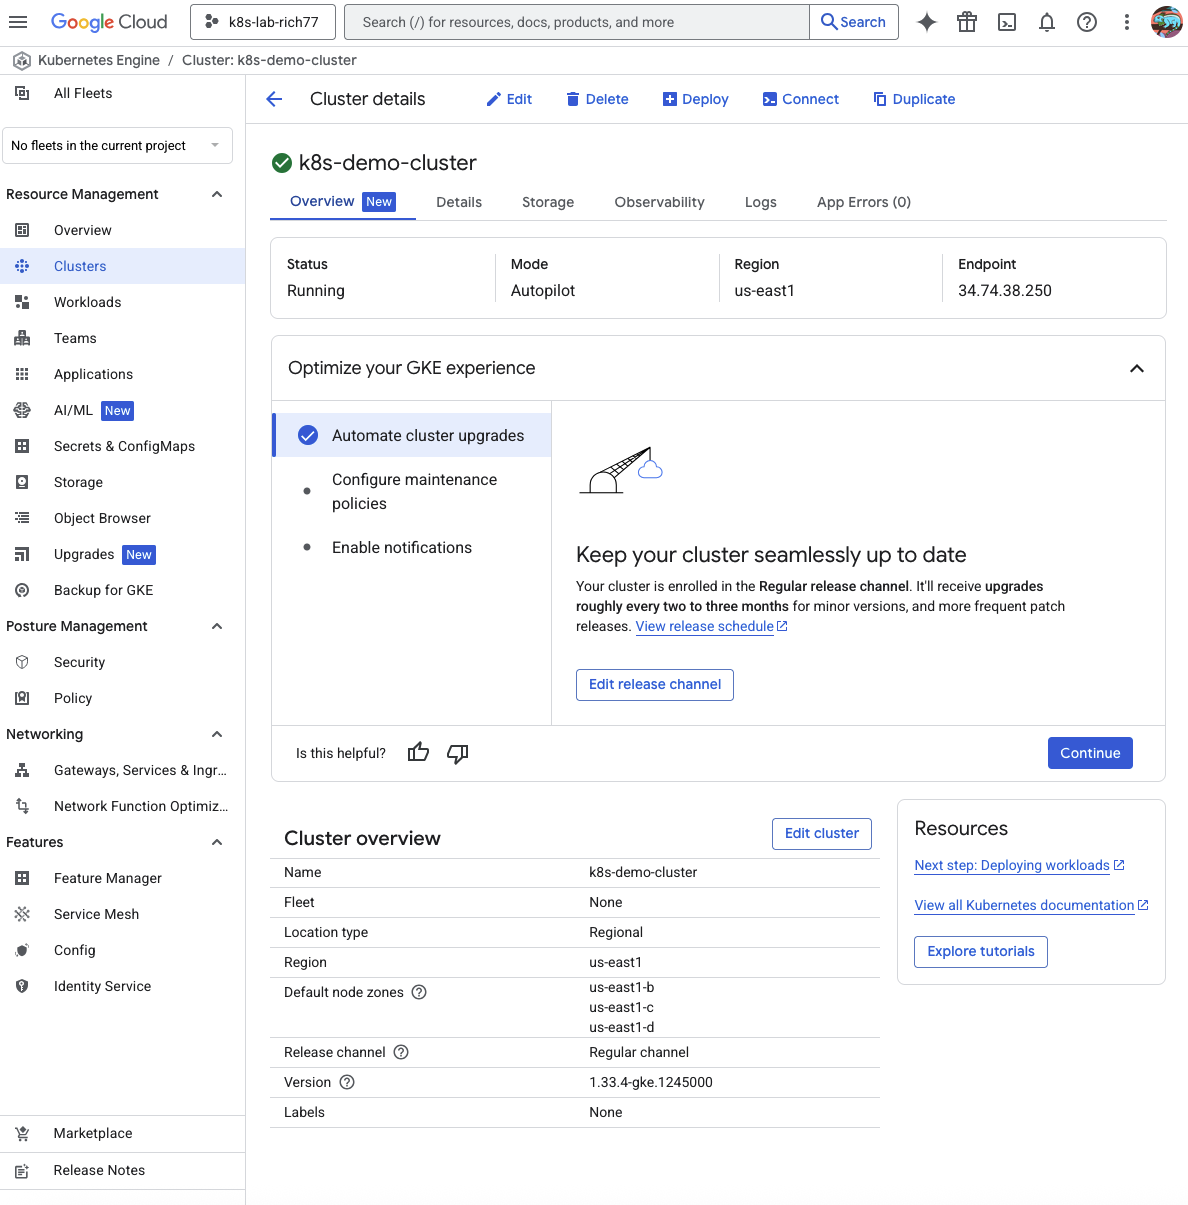 Google Cloud
k8s-lab-rich77
Search (/) for resources, docs, products, and more
Search
Kubernetes Engine / Cluster: k8s-demo-cluster
All Fleets
No fleets in the current project
Resource Management
Overview
Clusters
Workloads
Teams
Applications
AI/ML New
Secrets & ConfigMaps
Storage
Object Browser
Upgrades New
Backup for GKE
Posture Management
Security
Policy
Networking
Gateways, Services & Ingr...
Network Function Optimiz...
Features
Feature Manager
Service Mesh
Config
Identity Service
Marketplace
Release Notes
Cluster details
Edit
Delete
Deploy
Connect
Duplicate
k8s-demo-cluster
Overview New
Details
Storage
Observability
Logs
App Errors (0)
Status
Running
Mode
Autopilot
Region
us-east1
Endpoint
34.74.38.250
Optimize your GKE experience
Automate cluster upgrades
Configure maintenance
policies
Enable notifications
Keep your cluster seamlessly up to date
Your cluster is enrolled in the Regular release channel. It'll receive upgrades
roughly every two to three months for minor versions, and more frequent patch
releases. View release schedule
Edit release channel
Is this helpful?
Continue
Cluster overview
Edit cluster
Name k8s-demo-cluster
Fleet None
Location type Regional
Region us-east1
Default node zones us-east1-b
us-east1-c
us-east1-d
Release channel Regular channel
Version 1.33.4-gke.1245000
Labels None
Resources
Next step: Deploying workloads
View all Kubernetes documentation
Explore tutorials